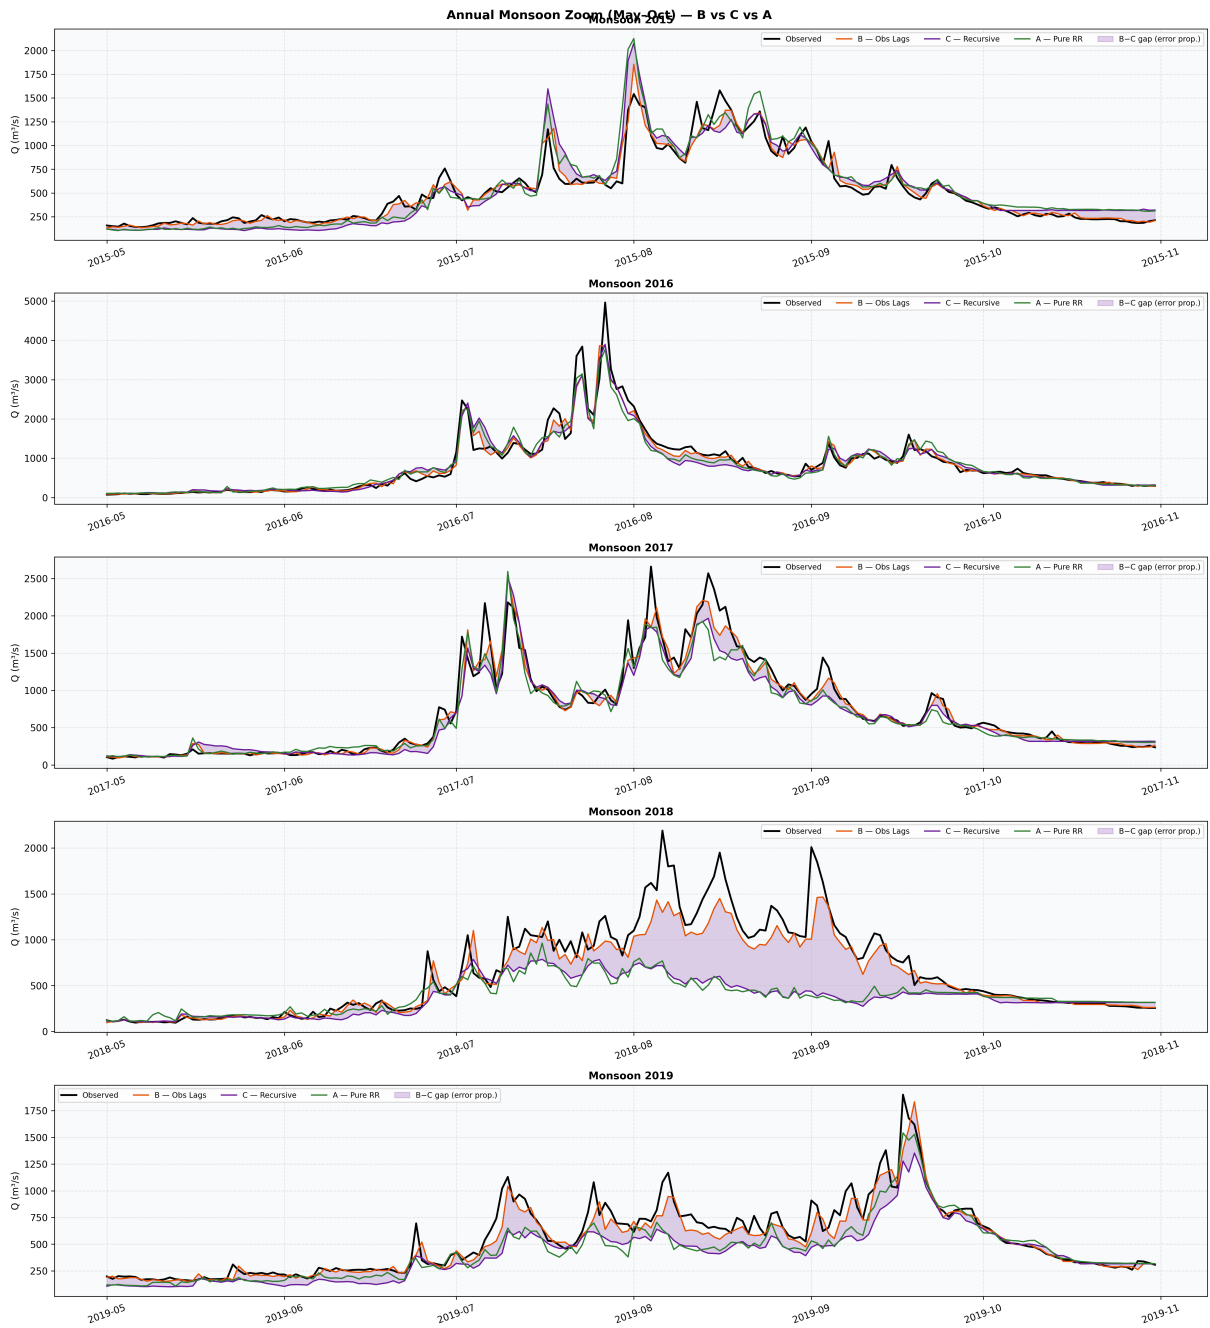 Annual Monsoon Zoom (May–Oct) — B vs C vs A
Monsoon 2015
Observed B — Obs Lags C — Recursive A — Pure RR B−C gap (error prop.)
Q (m³/s)
2000
1750
1500
1250
1000
750
500
250
2015-05 2015-06 2015-07 2015-08 2015-09 2015-10 2015-11
Monsoon 2016
Observed B — Obs Lags C — Recursive A — Pure RR B−C gap (error prop.)
Q (m³/s)
5000
4000
3000
2000
1000
0
2016-05 2016-06 2016-07 2016-08 2016-09 2016-10 2016-11
Monsoon 2017
Observed B — Obs Lags C — Recursive A — Pure RR B−C gap (error prop.)
Q (m³/s)
2500
2000
1500
1000
500
0
2017-05 2017-06 2017-07 2017-08 2017-09 2017-10 2017-11
Monsoon 2018
Observed B — Obs Lags C — Recursive A — Pure RR B−C gap (error prop.)
Q (m³/s)
2000
1500
1000
500
0
2018-05 2018-06 2018-07 2018-08 2018-09 2018-10 2018-11
Monsoon 2019
Observed B — Obs Lags C — Recursive A — Pure RR B−C gap (error prop.)
Q (m³/s)
1750
1500
1250
1000
750
500
250
2019-05 2019-06 2019-07 2019-08 2019-09 2019-10 2019-11